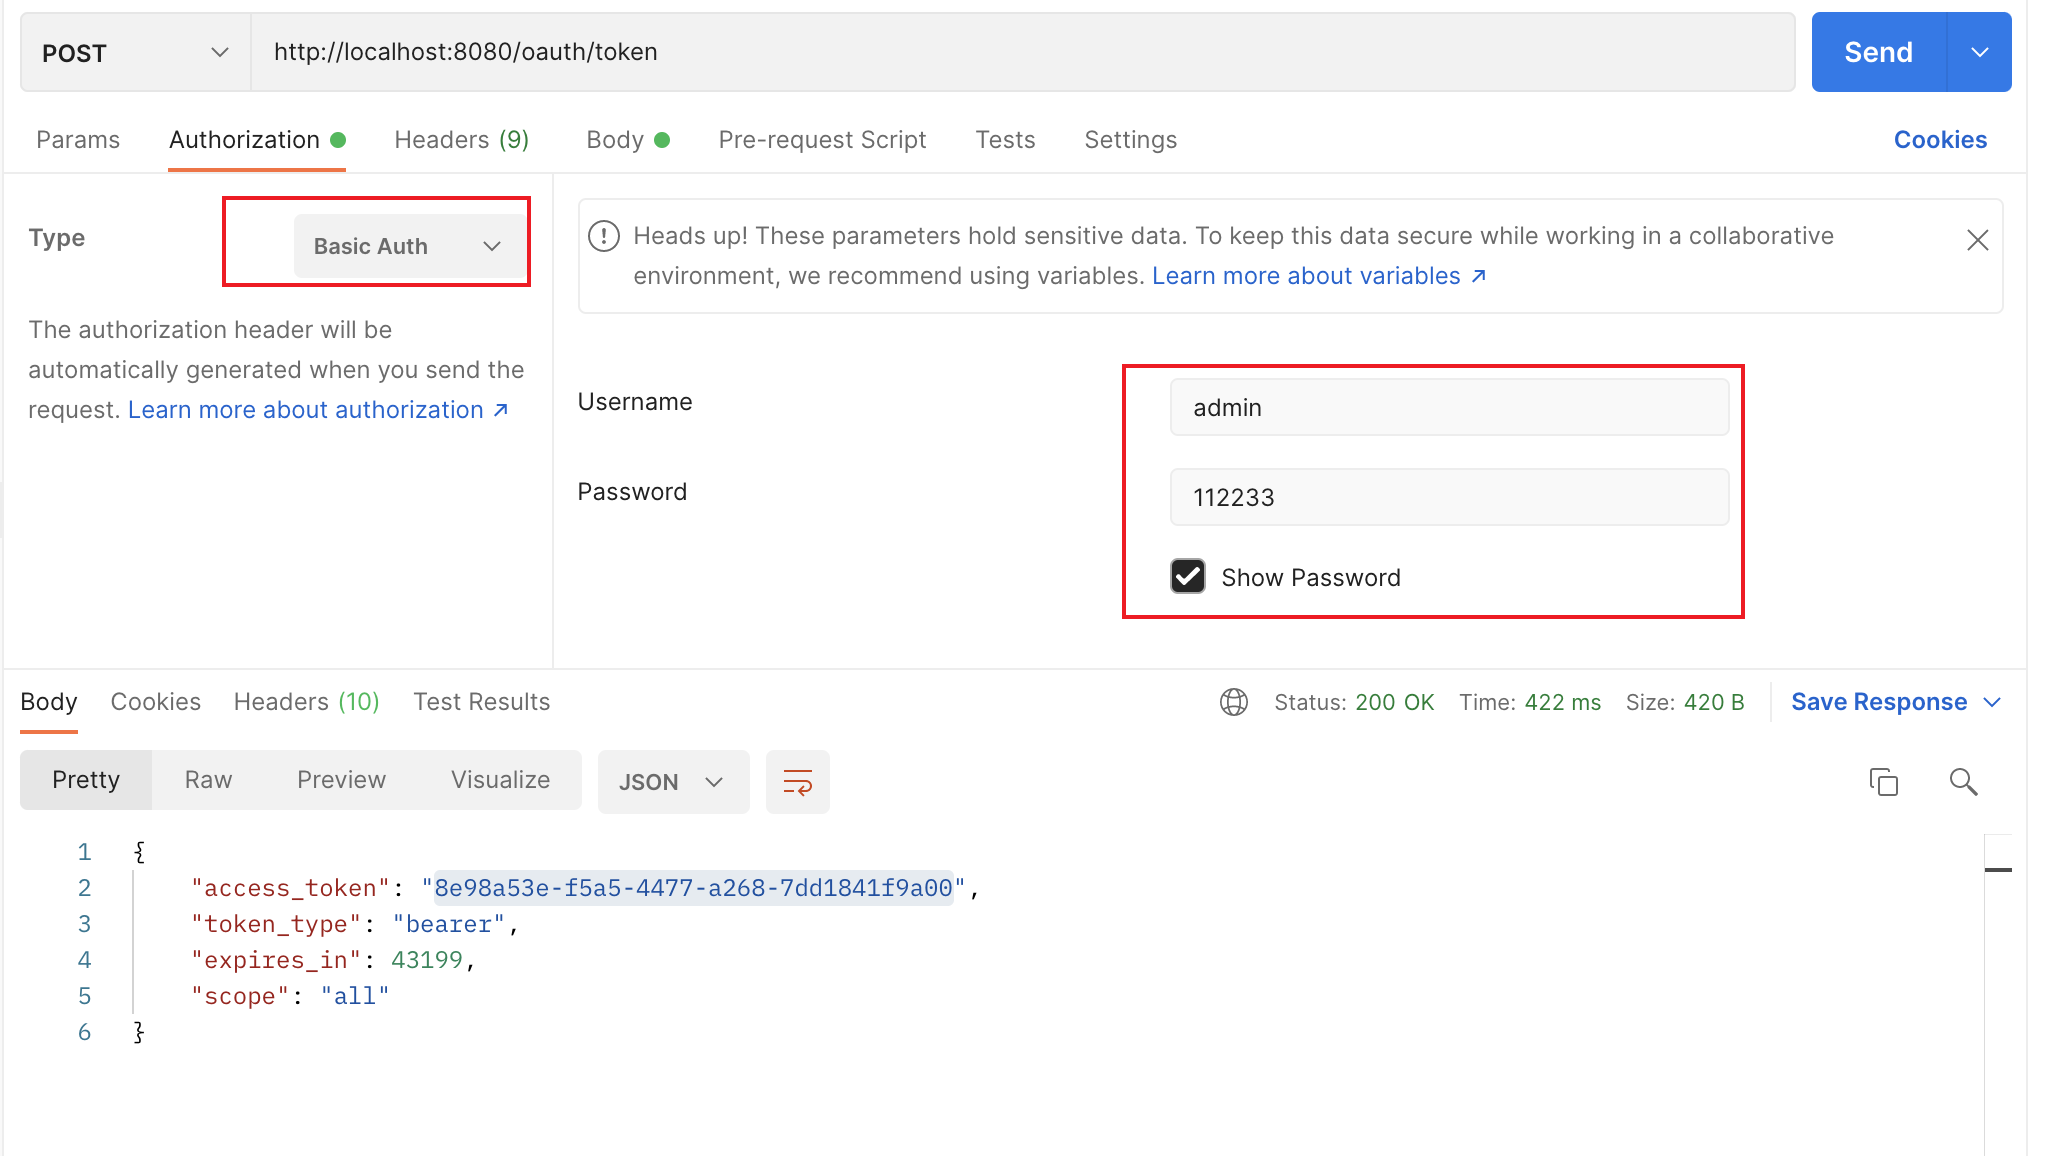 POST
http://localhost:8080/oauth/token
Send
Params
Authorization
Headers (9)
Body
Pre-request Script
Tests
Settings
Cookies
Type
Basic Auth
The authorization header will be
automatically generated when you send the
request. Learn more about authorization ↗
Heads up! These parameters hold sensitive data. To keep this data secure while working in a collaborative
environment, we recommend using variables. Learn more about variables ↗
Username
admin
Password
112233
Show Password
Body
Cookies
Headers (10)
Test Results
Status: 200 OK
Time: 422 ms
Size: 420 B
Save Response
Pretty
Raw
Preview
Visualize
JSON
1 {
2 "access_token": "8e98a53e-f5a5-4477-a268-7dd1841f9a00",
3 "token_type": "bearer",
4 "expires_in": 43199,
5 "scope": "all"
6 }